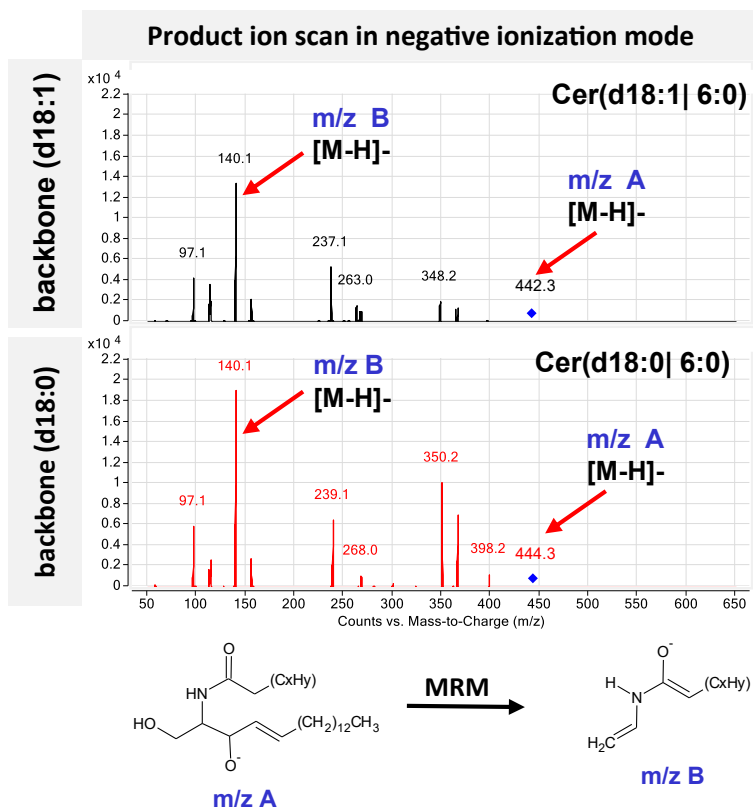 Product ion scan in negative ionization mode
backbone (d18:1)
x10 4
Cer(d18:1| 6:0)
2.2
2
1.8
1.6
1.4
1.2
1
0.8
0.6
0.4
0.2
0
m/z B
[M-H]-
140.1
m/z A
[M-H]-
97.1
237.1
263.0
348.2
442.3
backbone (d18:0)
x10 4
Cer(d18:0| 6:0)
2.2
2
1.8
1.6
1.4
1.2
1
0.8
0.6
0.4
0.2
0
140.1
m/z B
[M-H]-
m/z A
[M-H]-
97.1
239.1
268.0
350.2
398.2
444.3
50 100 150 200 250 300 350 400 450 500 550 600 650
Counts vs. Mass-to-Charge (m/z)
O
(CxHy)
NH
HO
(CH2)12CH3
O-
m/z A
MRM
O-
H
N
(CxHy)
H2C
m/z B